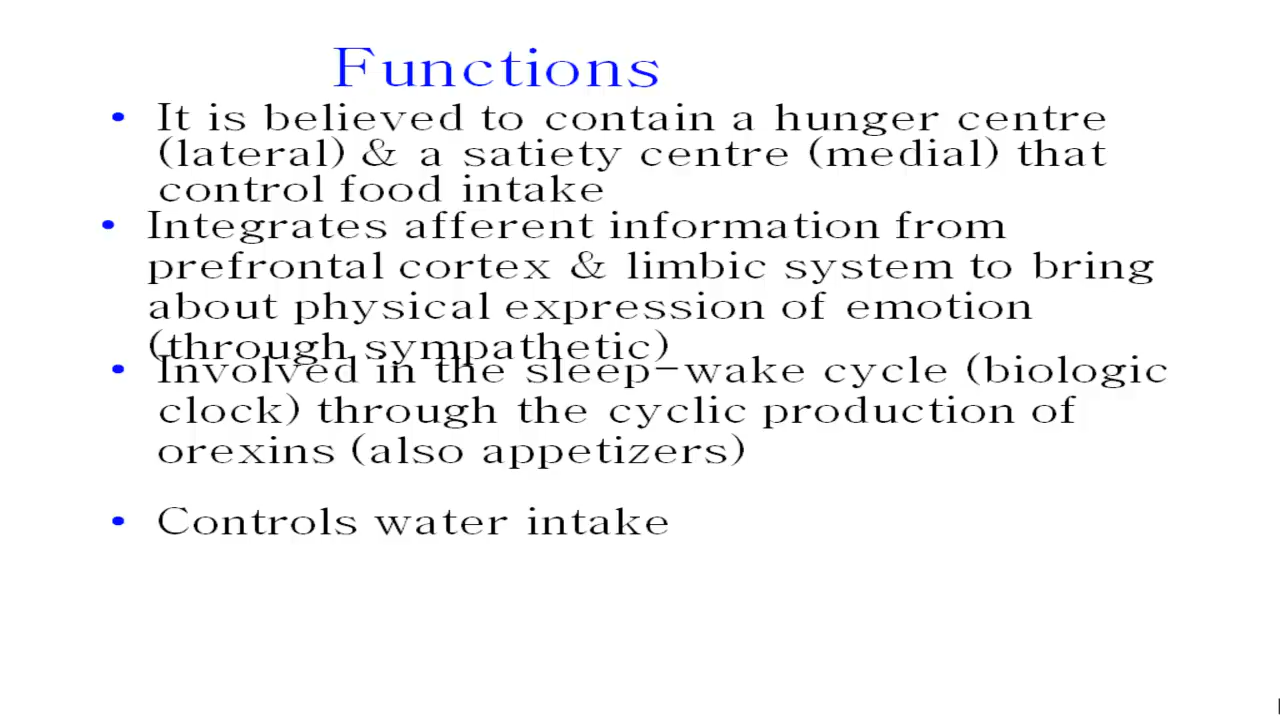 Functions
• It is believed to contain a hunger centre
(lateral) & a satiety centre (medial) that
control food intake
• Integrates afferent information from
prefrontal cortex & limbic system to bring
about physical expression of emotion
(through sympathetic)
• Involved in the sleep-wake cycle (biologic
clock) through the cyclic production of
orexins (also appetizers)
• Controls water intake